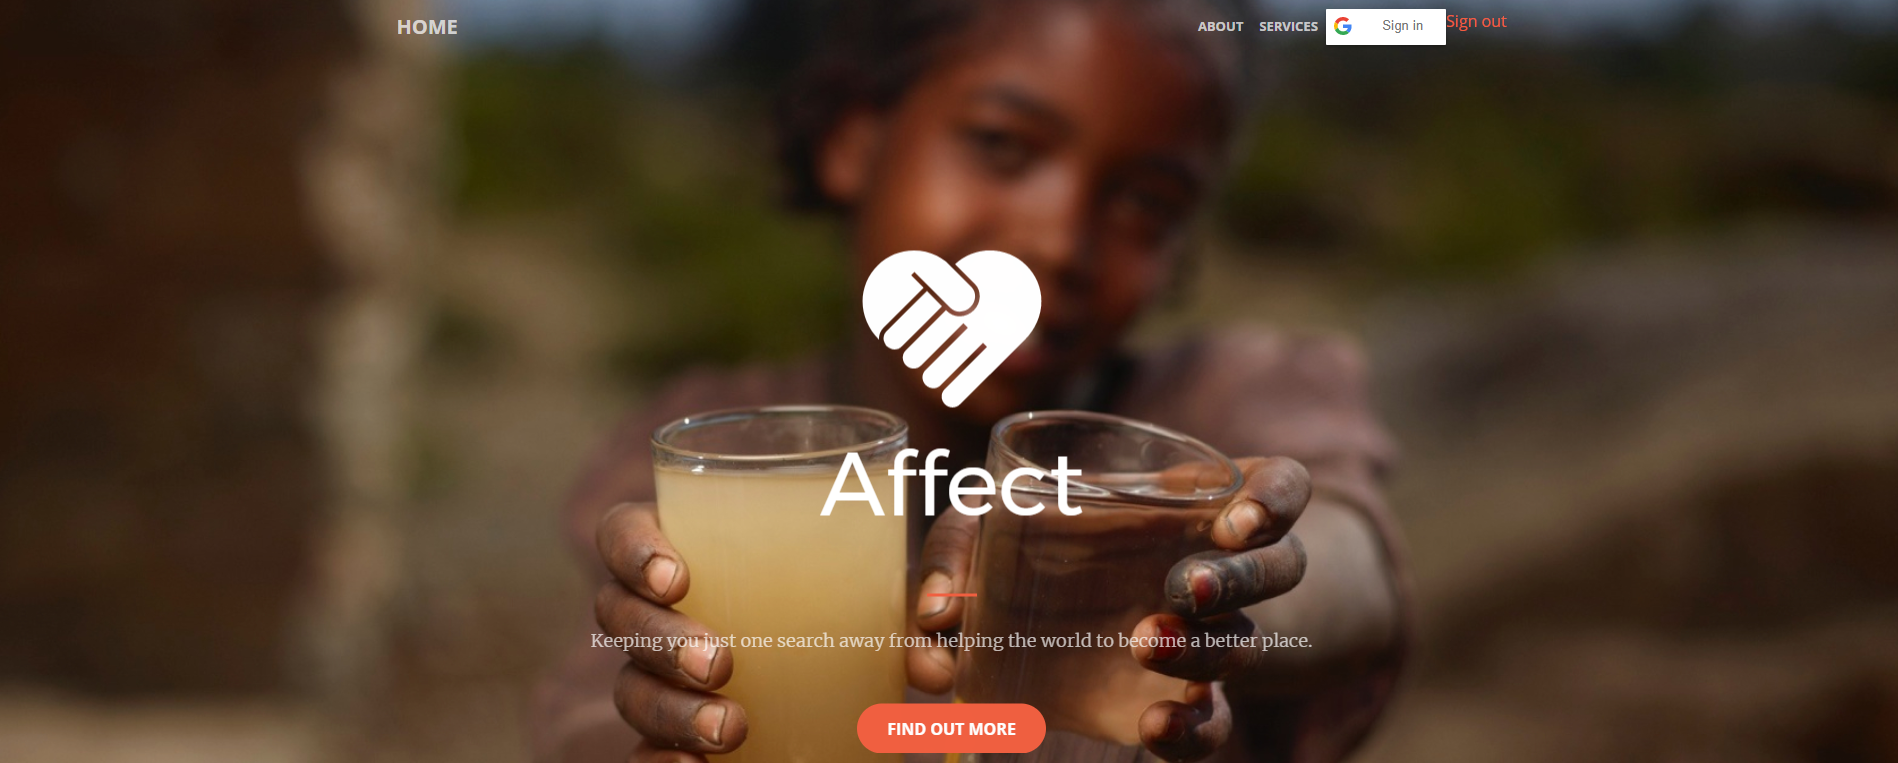 HOME
ABOUT SERVICES Sign in Sign out
Affect
Keeping you just one search away from helping the world to become a better place.
FIND OUT MORE